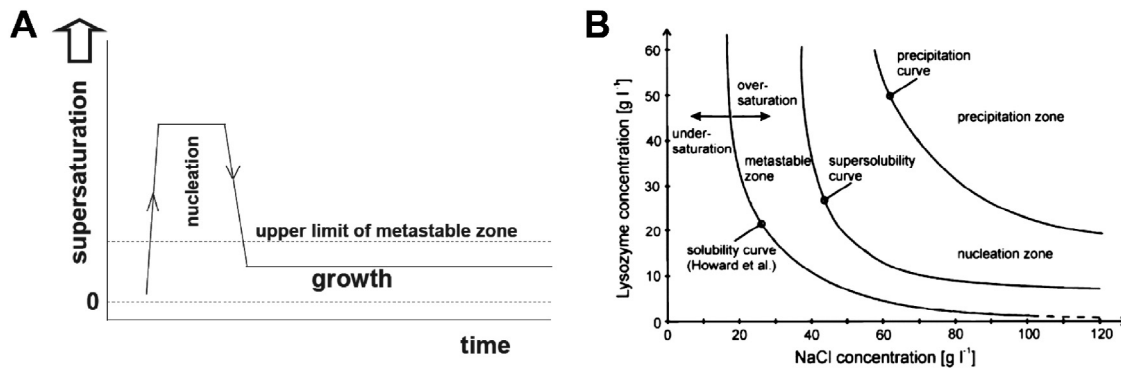 A
supersaturation
nucleation
upper limit of metastable zone
growth
0
time
B
Lysozyme concentration [g l⁻¹]
60
50
40
30
20
10
0
precipitation
curve
over-
saturation
precipitation zone
under-
saturation
metastable
zone
supersolubility
curve
solubility curve
(Howard et al.)
nucleation zone
0
20
40
60
80
100
120
NaCl concentration [g l⁻¹]